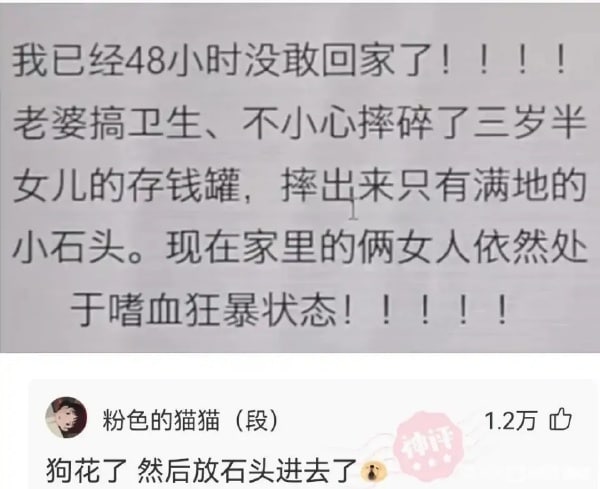 我已经48小时没敢回家了！！！！
老婆搞卫生、不小心摔碎了三岁半
女儿的存钱罐，摔出来只有满地的
小石头。现在家里的俩女人依然处
于嗜血狂暴状态！！！！！
粉色的猫猫（段）
1.2万
神评
狗花了 然后放石头进去了